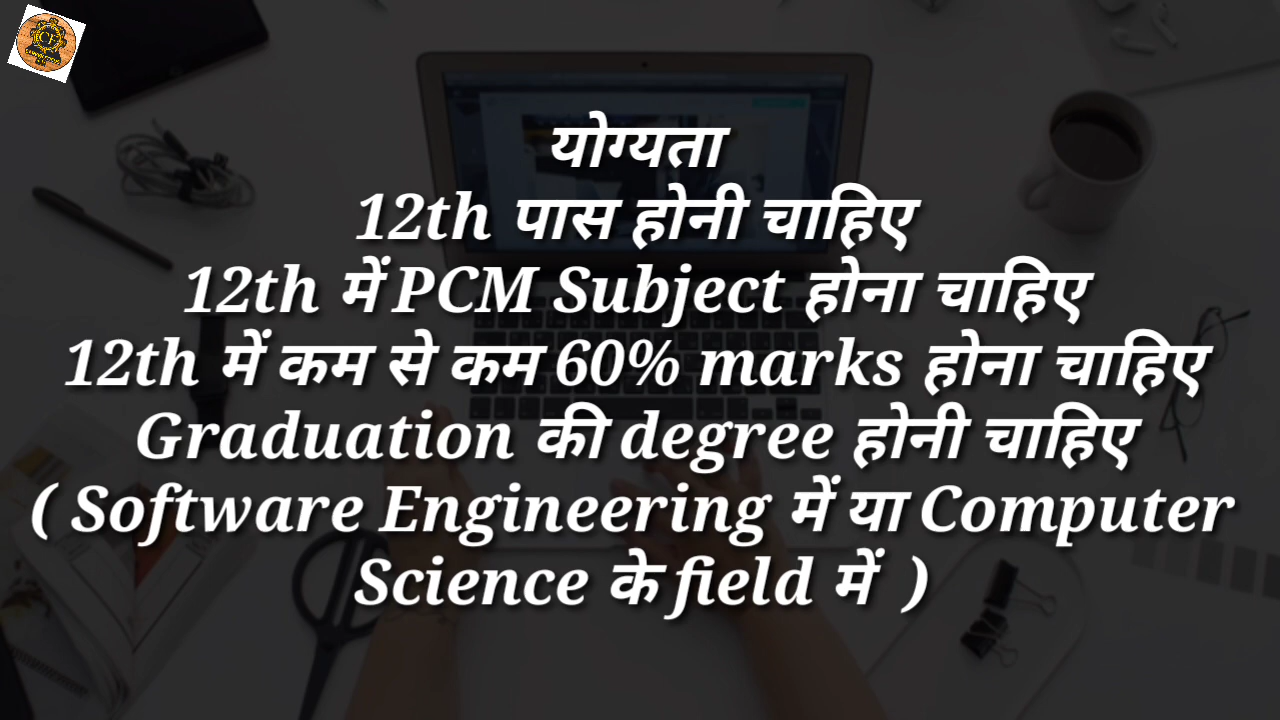 योग्यता
12th पास होनी चाहिए
12th में PCM Subject होना चाहिए
12th में कम से कम 60% marks होना चाहिए
Graduation की degree होनी चाहिए
( Software Engineering में या Computer
Science के field में )